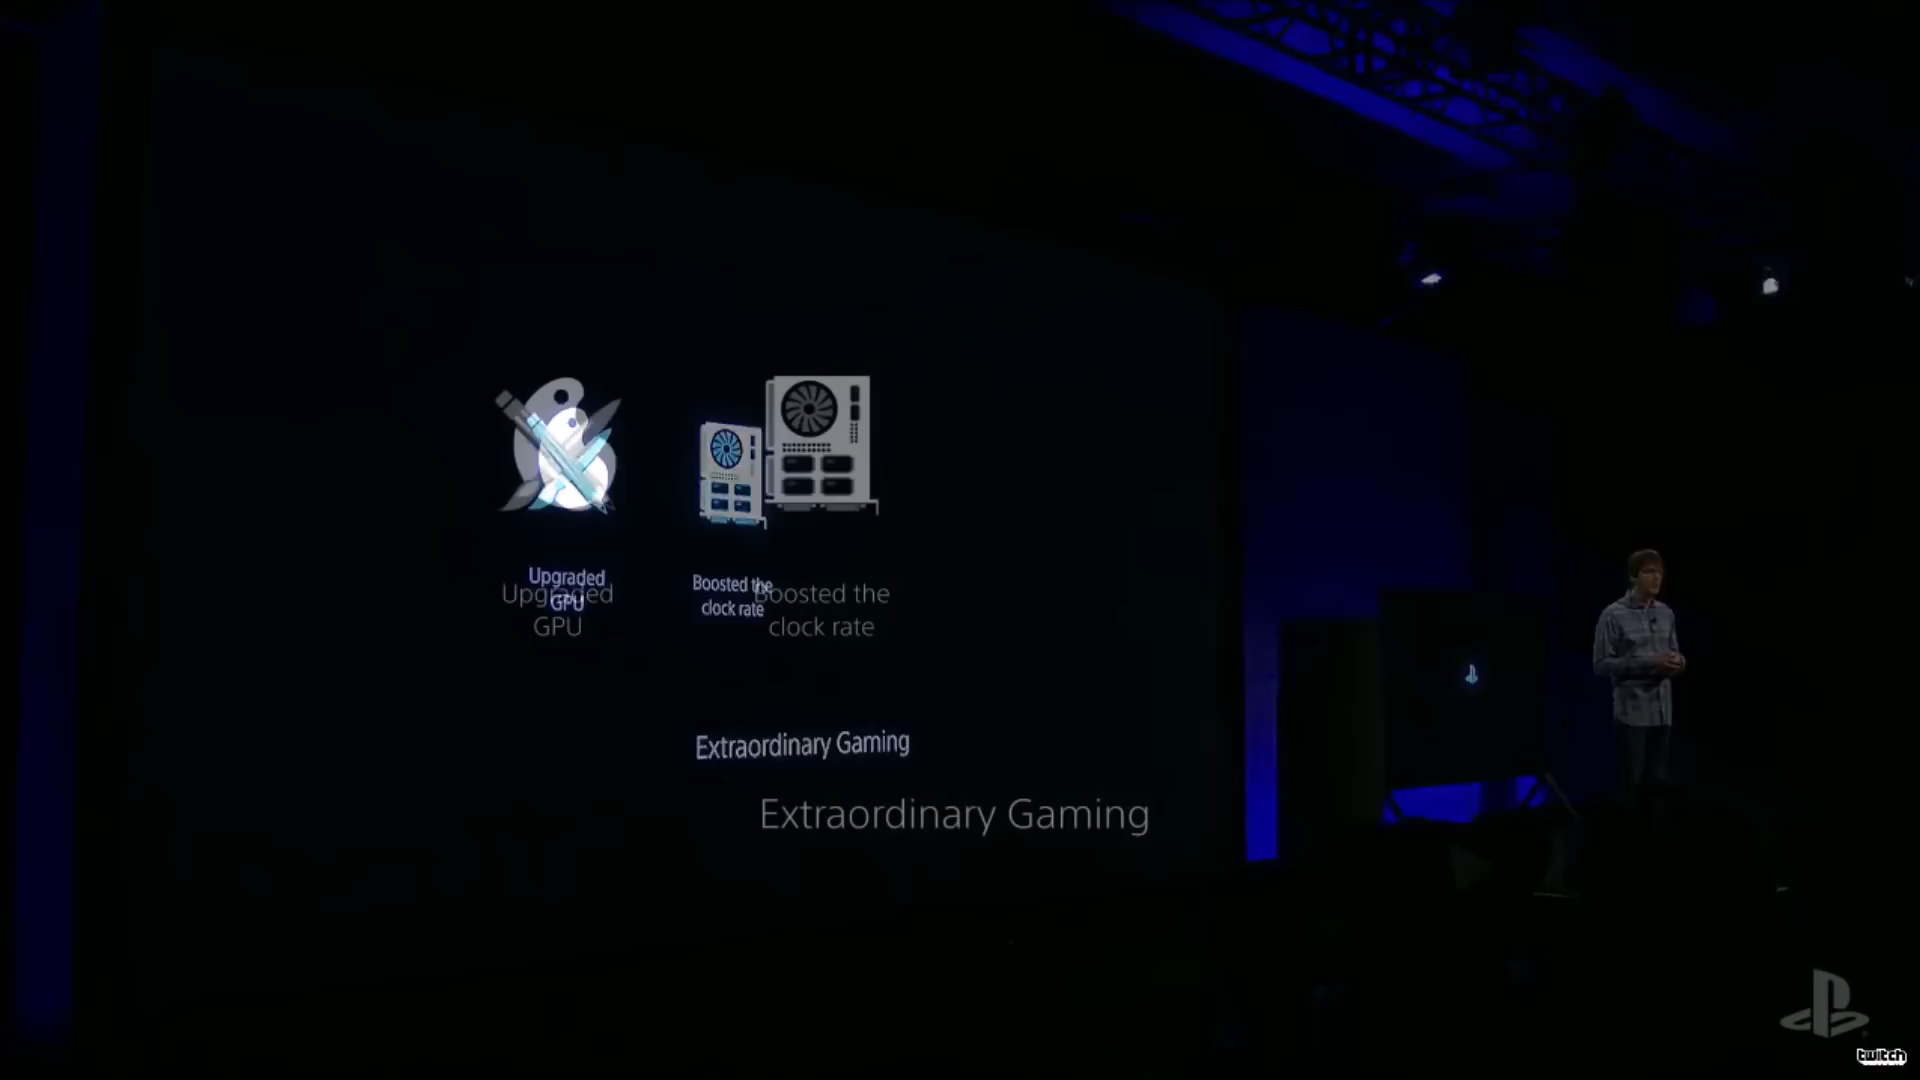 Upgraded
GPU
Boosted the
clock rate
Upgraded
GPU
Boosted the
clock rate
Extraordinary Gaming
Extraordinary Gaming
twitch